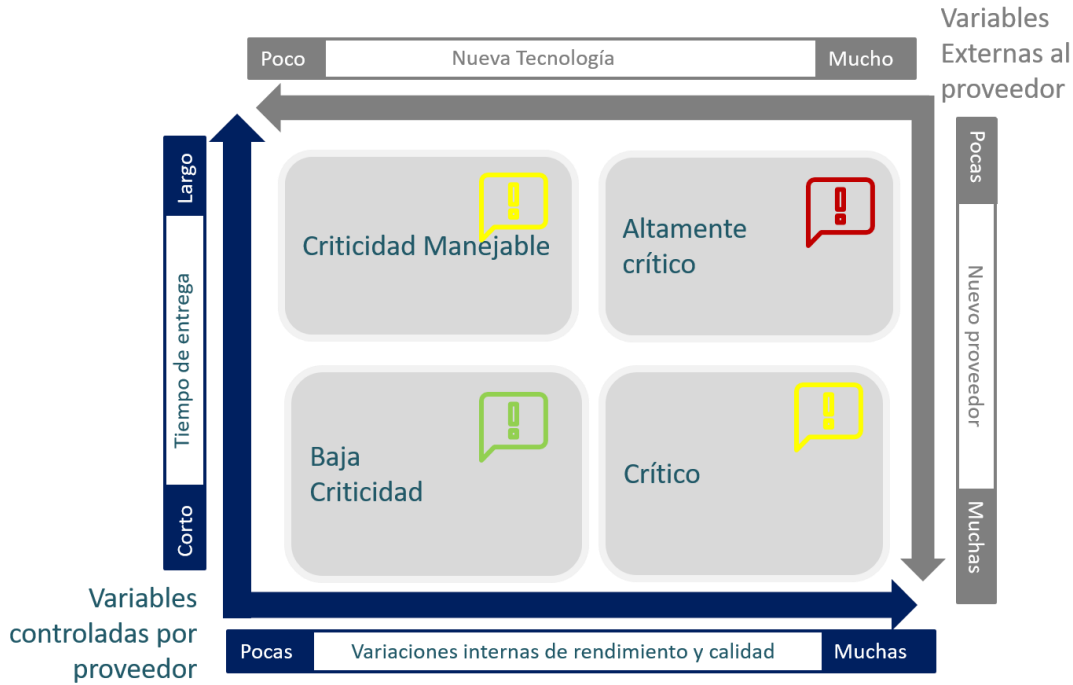 Variables
Externas al
proveedor
Poco
Nueva Tecnología
Mucho
Largo
Tiempo de entrega
Corto
Criticidad Manejable
Altamente
crítico
Pocas
Nuevo proveedor
Muchas
Baja
Criticidad
Crítico
Variables
controladas por
proveedor
Pocas
Variaciones internas de rendimiento y calidad
Muchas